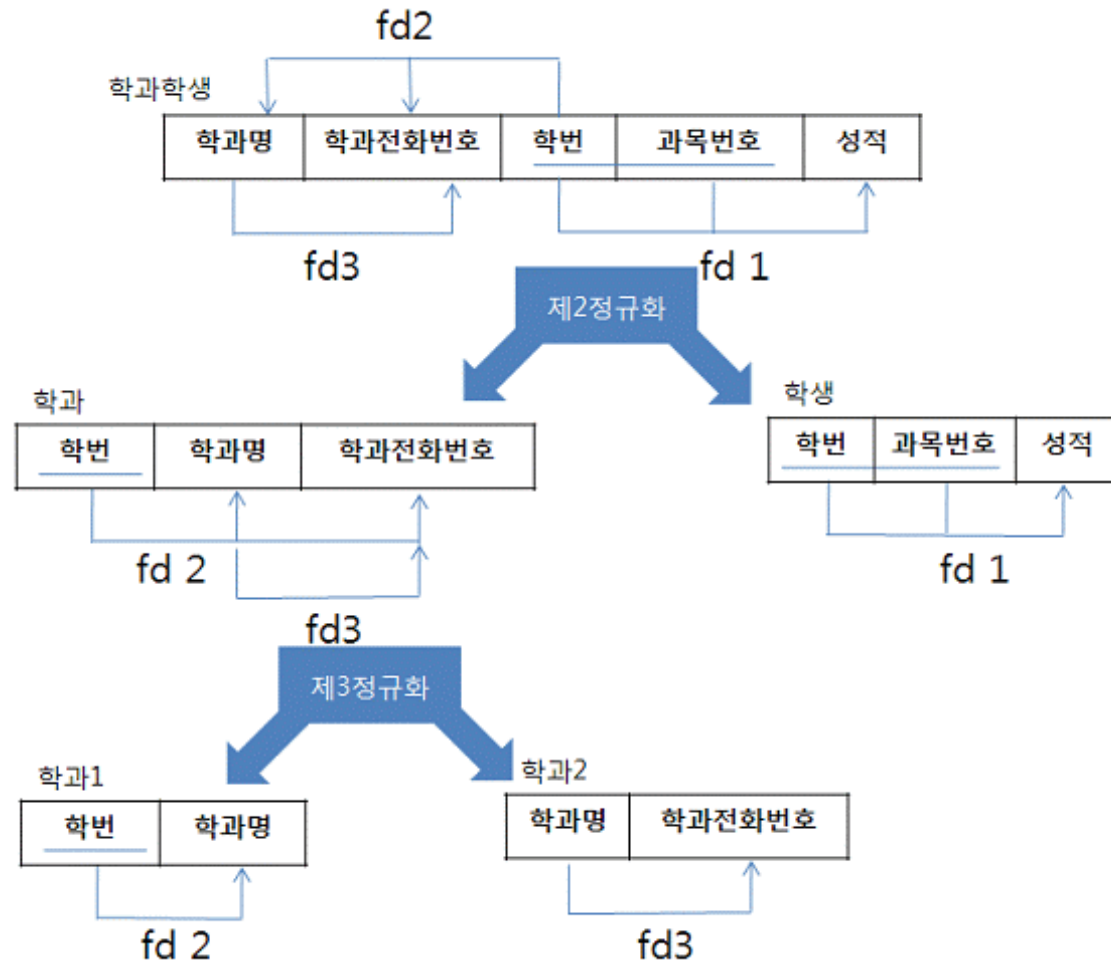 fd2
학과학생
학과명 학과전화번호 학번 과목번호 성적
fd3 fd 1
제2정규화
학과
학번 학과명 학과전화번호
fd 2
fd3
학생
학번 과목번호 성적
fd 1
제3정규화
학과1
학번 학과명
fd 2
학과2
학과명 학과전화번호
fd3